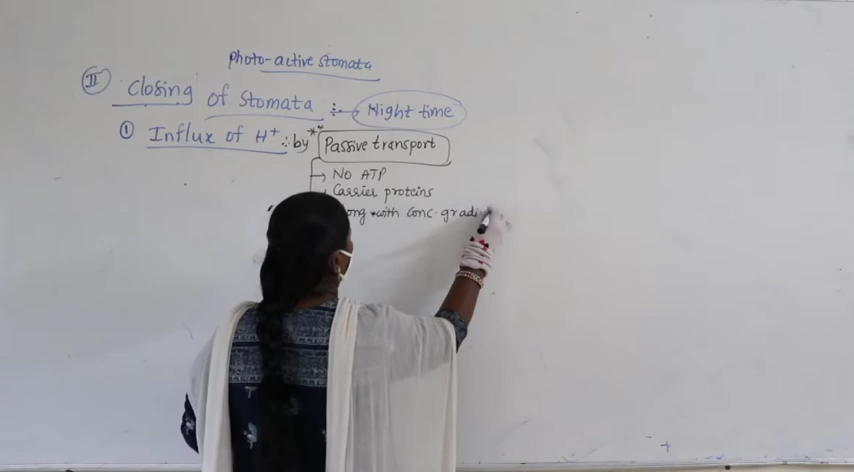 Photo-active stomata
II Closing of Stomata :→ Night time
① Influx of H⁺ ∴ by ** Passive transport
→ No ATP
→ Carrier proteins
ong with Conc. gradi